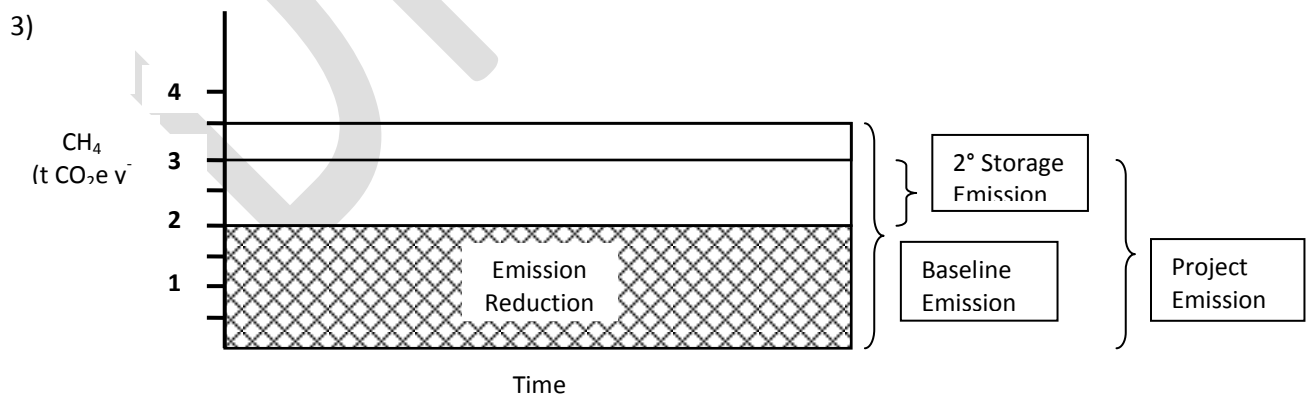 3)
4
3
2
1
CH₄
(t CO₂e y⁻
Emission
Reduction
Time
2° Storage
Emission
Baseline
Emission
Project
Emission